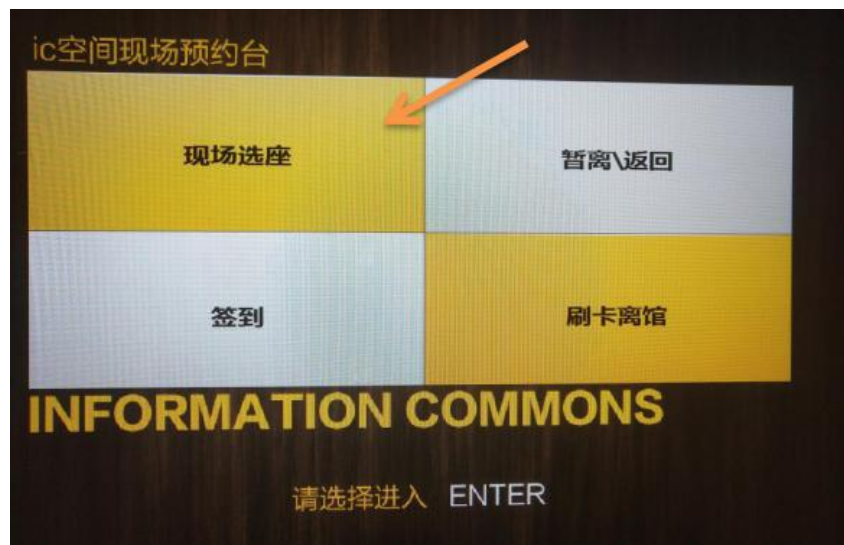 ic空间现场预约台
现场选座
暂离\返回
签到
刷卡离馆
INFORMATION COMMONS
请选择进入 ENTER